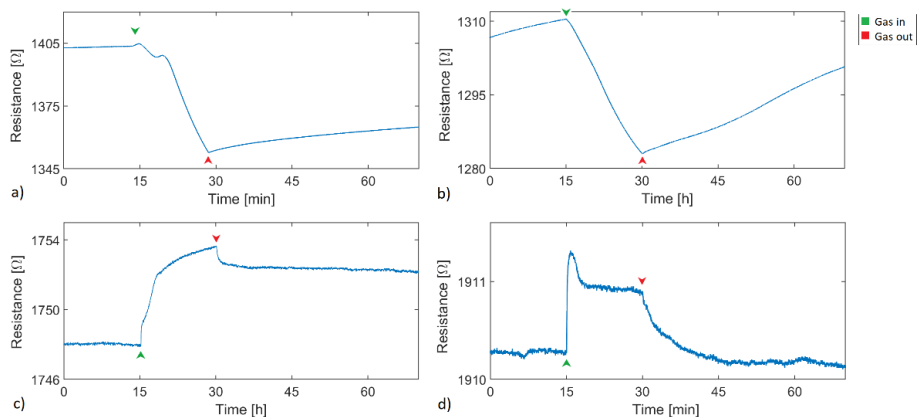 Gas in
Gas out
Resistance [Ω]
1405
1375
1345
0 15 30 45 60
Time [min]
a)
Resistance [Ω]
1310
1295
1280
0 15 30 45 60
Time [h]
b)
Resistance [Ω]
1754
1750
1746
0 15 30 45 60
Time [h]
c)
Resistance [Ω]
1911
1910
0 15 30 45 60
Time [min]
d)